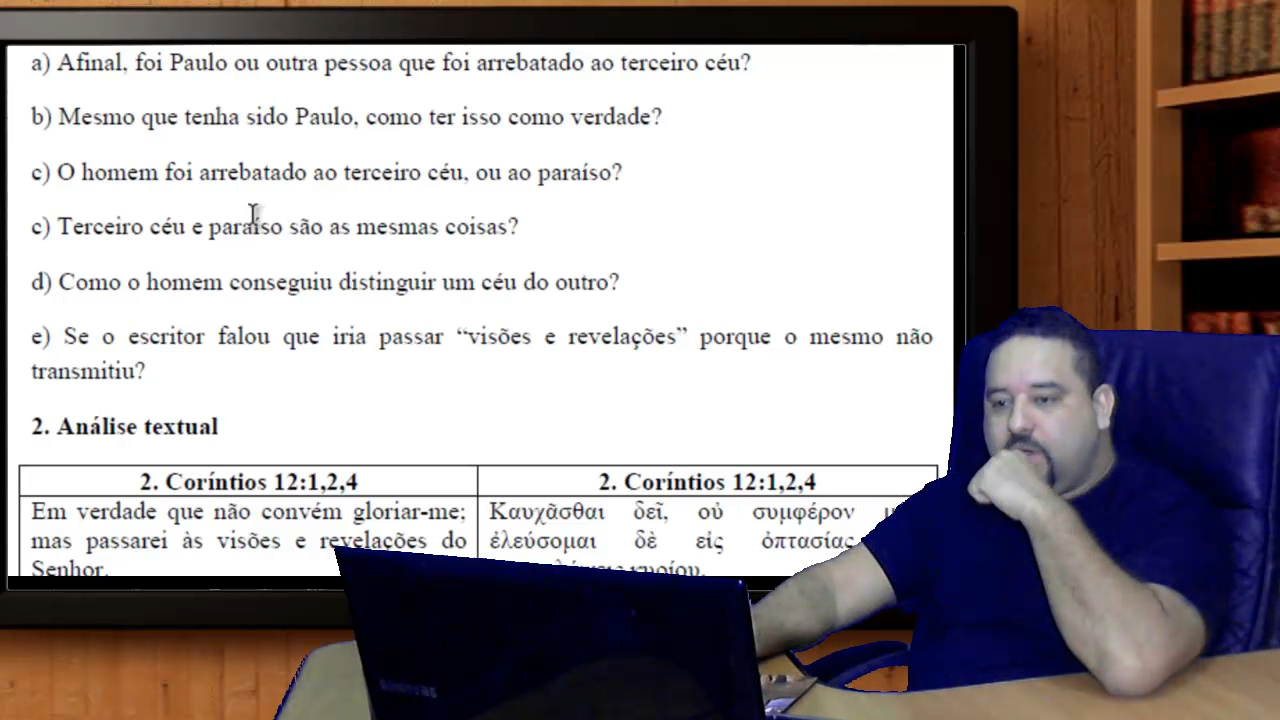 a) Afinal, foi Paulo ou outra pessoa que foi arrebatado ao terceiro céu?
b) Mesmo que tenha sido Paulo, como ter isso como verdade?
c) O homem foi arrebatado ao terceiro céu, ou ao paraíso?
c) Terceiro céu e paraíso são as mesmas coisas?
d) Como o homem conseguiu distinguir um céu do outro?
e) Se o escritor falou que iria passar “visões e revelações” porque o mesmo não
transmitiu?
2. Análise textual
2. Coríntios 12:1,2,4
2. Coríntios 12:1,2,4
Em verdade que não convém gloriar-me;
mas passarei às visões e revelações do
Senhor.
Καυχᾶσθαι δεῖ, οὐ συμφέρον
ἐλεύσομαι δὲ εἰς ὀπτασίας
κυρίου.
SAMSUNG